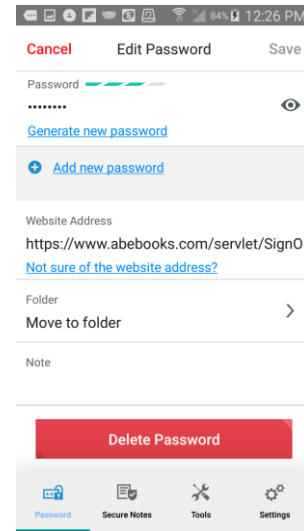 84% 12:26 PM
Cancel Edit Password Save
Password
••••••••
Generate new password
Add new password
Website Address
https://www.abebooks.com/servlet/SignO
Not sure of the website address?
Folder
Move to folder
Note
Delete Password
Password Secure Notes Tools Settings